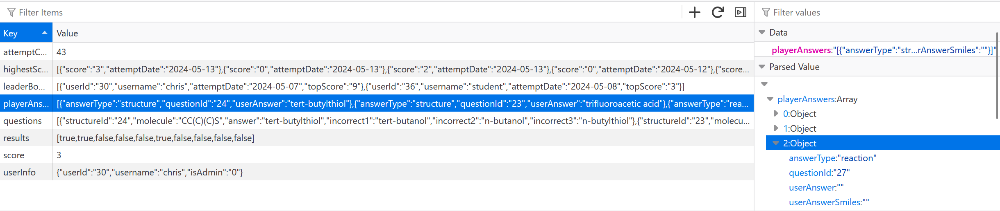 Filter Items
Key Value
attemptC... 43
highestSc... [{"score":"3","attemptDate":"2024-05-13"},{"score":"0","attemptDate":"2024-05-13"},{"score":"2","attemptDate":"2024-05-13"},{"score":"0","attemptDate":"2024-05-12"},{"score...
leaderBo... [{"userId":"30","username":"chris","attemptDate":"2024-05-07","topScore":"9"},{"userId":"36","username":"student","attemptDate":"2024-05-08","topScore":"3"}]
playerAns... [{"answerType":"structure","questionId":"24","userAnswer":"tert-butylthiol"},{"answerType":"structure","questionId":"23","userAnswer":"trifluoroacetic acid"},{"answerType":"rea...
questions [{"structureId":"24","molecule":"CC(C)(C)S","answer":"tert-butylthiol","incorrect1":"tert-butanol","incorrect2":"n-butanol","incorrect3":"n-butylthiol"},{"structureId":"23","molecu...
results [true,true,false,false,false,true,false,false,false,false]
score 3
userInfo {"userId":"30","username":"chris","isAdmin":"0"}
Filter values
Data
playerAnswers:"[{"answerType":"str...rAnswerSmiles":""}]"
Parsed Value
playerAnswers:Array
0:Object
1:Object
2:Object
answerType:"reaction"
questionId:"27"
userAnswer:""
userAnswerSmiles:""